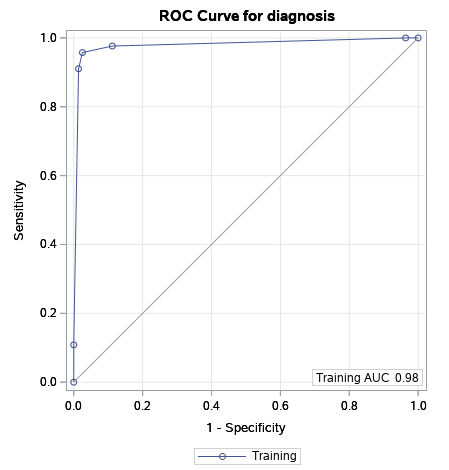 ROC Curve for diagnosis
1.0
0.8
0.6
0.4
0.2
0.0
Sensitivity
Training AUC 0.98
0.0 0.2 0.4 0.6 0.8 1.0
1 - Specificity
Training